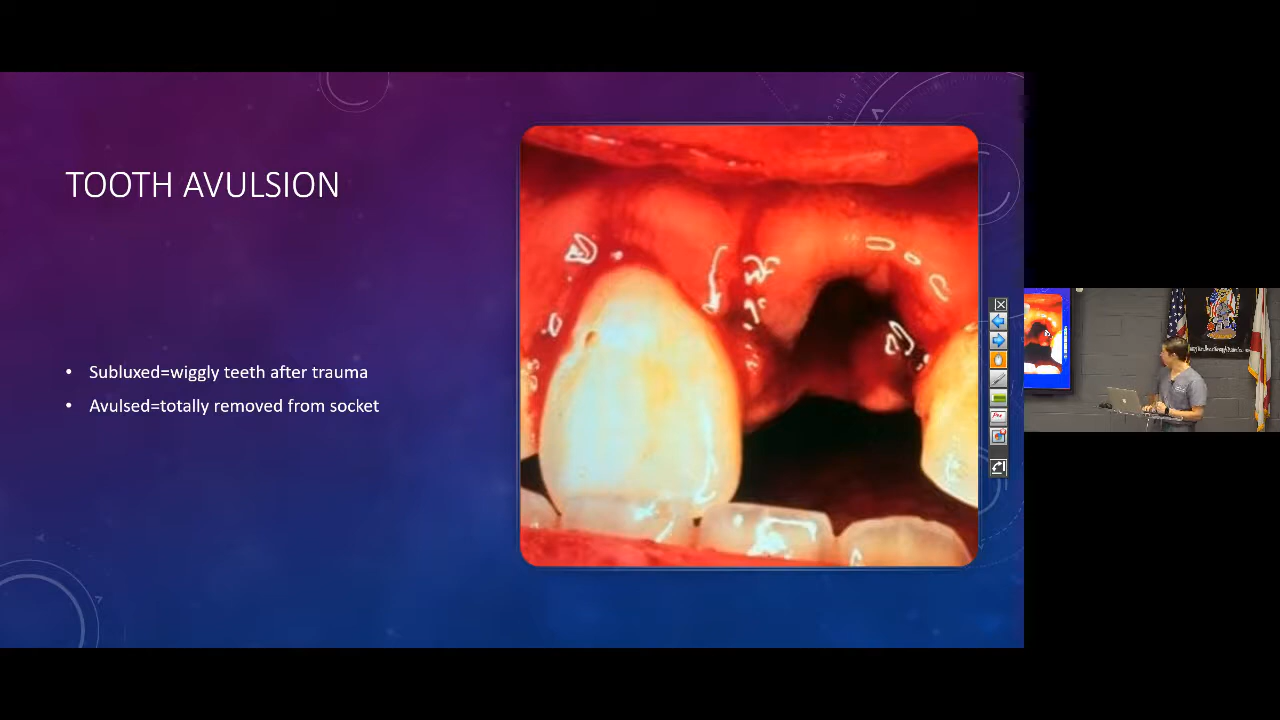 TOOTH AVULSION
• Subluxed=wiggly teeth after trauma
• Avulsed=totally removed from socket